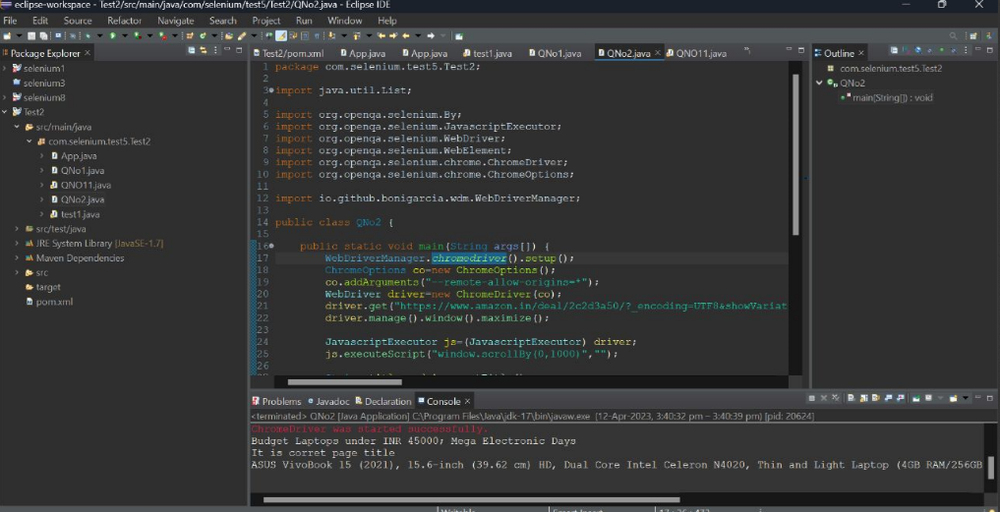 eclipse-workspace - Test2/src/main/java/com/selenium/test5/Test2/QNo2.java - Eclipse IDE
File Edit Source Refactor Navigate Search Project Run Window Help
Package Explorer
selenium1
selenium3
selenium8
Test2
src/main/java
com.selenium.test5.Test2
App.java
QNo1.java
QNO11.java
QNo2.java
test1.java
src/test/java
JRE System Library [JavaSE-1.7]
Maven Dependencies
src
target
pom.xml
Test2/pom.xml App.java App.java test1.java QNo1.java QNo2.java QNO11.java
1 package com.selenium.test5.Test2;
2
3 import java.util.List;
4
5 import org.openqa.selenium.By;
6 import org.openqa.selenium.JavascriptExecutor;
7 import org.openqa.selenium.WebDriver;
8 import org.openqa.selenium.WebElement;
9 import org.openqa.selenium.chrome.ChromeDriver;
10 import org.openqa.selenium.chrome.ChromeOptions;
11
12 import io.github.bonigarcia.wdm.WebDriverManager;
13
14 public class QNo2 {
15
16 public static void main(String args[]) {
17 WebDriverManager.chromedriver().setup();
18 ChromeOptions co=new ChromeOptions();
19 co.addArguments("--remote-allow-origins=*");
20 WebDriver driver=new ChromeDriver(co);
21 driver.get("https://www.amazon.in/deal/2c2d3a50/?_encoding=UTF8&showVariat
22 driver.manage().window().maximize();
23
24 JavascriptExecutor js=(JavascriptExecutor) driver;
25 js.executeScript("window.scrollBy(0,1000)","");
26
Outline
com.selenium.test5.Test2
QNo2
main(String[]) : void
Problems Javadoc Declaration Console
<terminated> QNo2 [Java Application] C:\Program Files\Java\jdk-17\bin\javaw.exe (12-Apr-2023, 3:40:32 pm – 3:40:39 pm) [pid: 20624]
ChromeDriver was started successfully.
Budget Laptops under INR 45000; Mega Electronic Days
It is corret page title
ASUS VivoBook 15 (2021), 15.6-inch (39.62 cm) HD, Dual Core Intel Celeron N4020, Thin and Light Laptop (4GB RAM/256GB